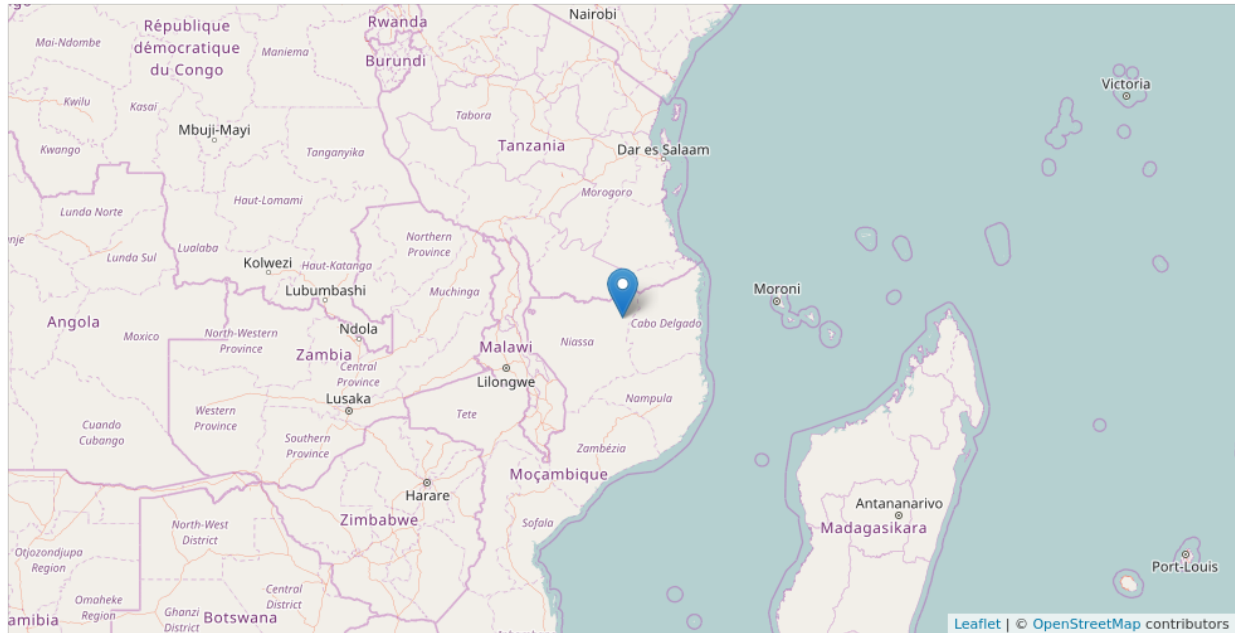 Nairobi
Rwanda
République
démocratique
du Congo
Mai-Ndombe
Maniema
Burundi
Victoria
Kwilu
Kasaï
Tabora
Mbuji-Mayi
Tanzania
Dar es Salaam
Kwango
Tanganyika
Morogoro
Haut-Lomami
Lunda Norte
Northern
Province
Lualaba
Lunda Sul
Kolwezi
Haut-Katanga
Lubumbashi
Muchinga
Moroni
Angola
Moxico
North-Western
Province
Ndola
Zambia
Cabo Delgado
Niassa
Malawi
Central
Province
Lilongwe
Lusaka
Western
Province
Tete
Nampula
Cuando
Cubango
Southern
Province
Zambézia
Moçambique
Harare
Antananarivo
Madagasikara
North-West
District
Zimbabwe
Sofala
Otjozondjupa
Region
Port-Louis
Central
District
Omaheke
Region
Ghanzi
District
Botswana
amibia
Leaflet | © OpenStreetMap contributors